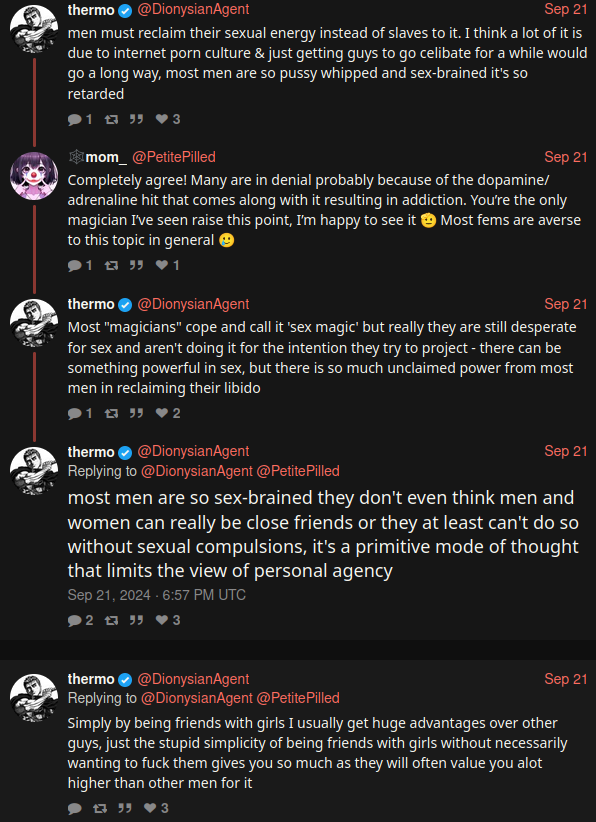 thermo @DionysianAgent Sep 21
men must reclaim their sexual energy instead of slaves to it. I think a lot of it is
due to internet porn culture & just getting guys to go celibate for a while would
go a long way, most men are so pussy whipped and sex-brained it's so
retarded
1 3
🕸mom_ @PetitePilled Sep 21
Completely agree! Many are in denial probably because of the dopamine/
adrenaline hit that comes along with it resulting in addiction. You're the only
magician I've seen raise this point, I'm happy to see it 🫡 Most fems are averse
to this topic in general 🥲
1 1
thermo @DionysianAgent Sep 21
Most "magicians" cope and call it 'sex magic' but really they are still desperate
for sex and aren't doing it for the intention they try to project - there can be
something powerful in sex, but there is so much unclaimed power from most
men in reclaiming their libido
1 2
thermo @DionysianAgent Sep 21
Replying to @DionysianAgent @PetitePilled
most men are so sex-brained they don't even think men and
women can really be close friends or they at least can't do so
without sexual compulsions, it's a primitive mode of thought
that limits the view of personal agency
Sep 21, 2024 · 6:57 PM UTC
2 3
thermo @DionysianAgent Sep 21
Replying to @DionysianAgent @PetitePilled
Simply by being friends with girls I usually get huge advantages over other
guys, just the stupid simplicity of being friends with girls without necessarily
wanting to fuck them gives you so much as they will often value you alot
higher than other men for it
3